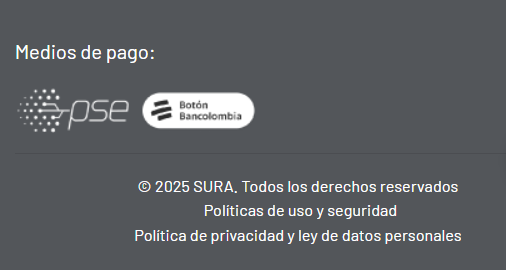 Medios de pago:
pse
Botón
Bancolombia
© 2025 SURA. Todos los derechos reservados
Políticas de uso y seguridad
Política de privacidad y ley de datos personales